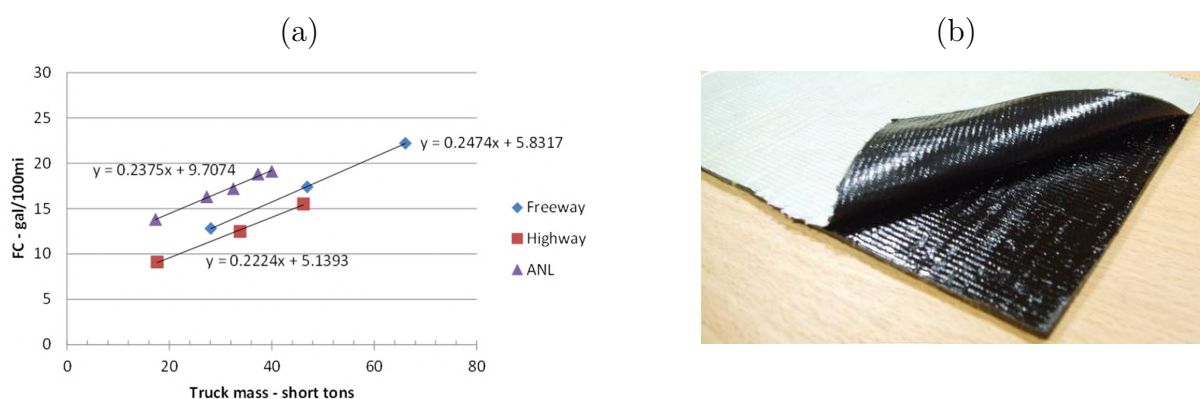 (a)
(b)
30
25
20
15
10
5
0
0 20 40 60 80
FC - gal/100mi
Truck mass - short tons
y = 0.2474x + 5.8317
y = 0.2375x + 9.7074
y = 0.2224x + 5.1393
Freeway
Highway
ANL